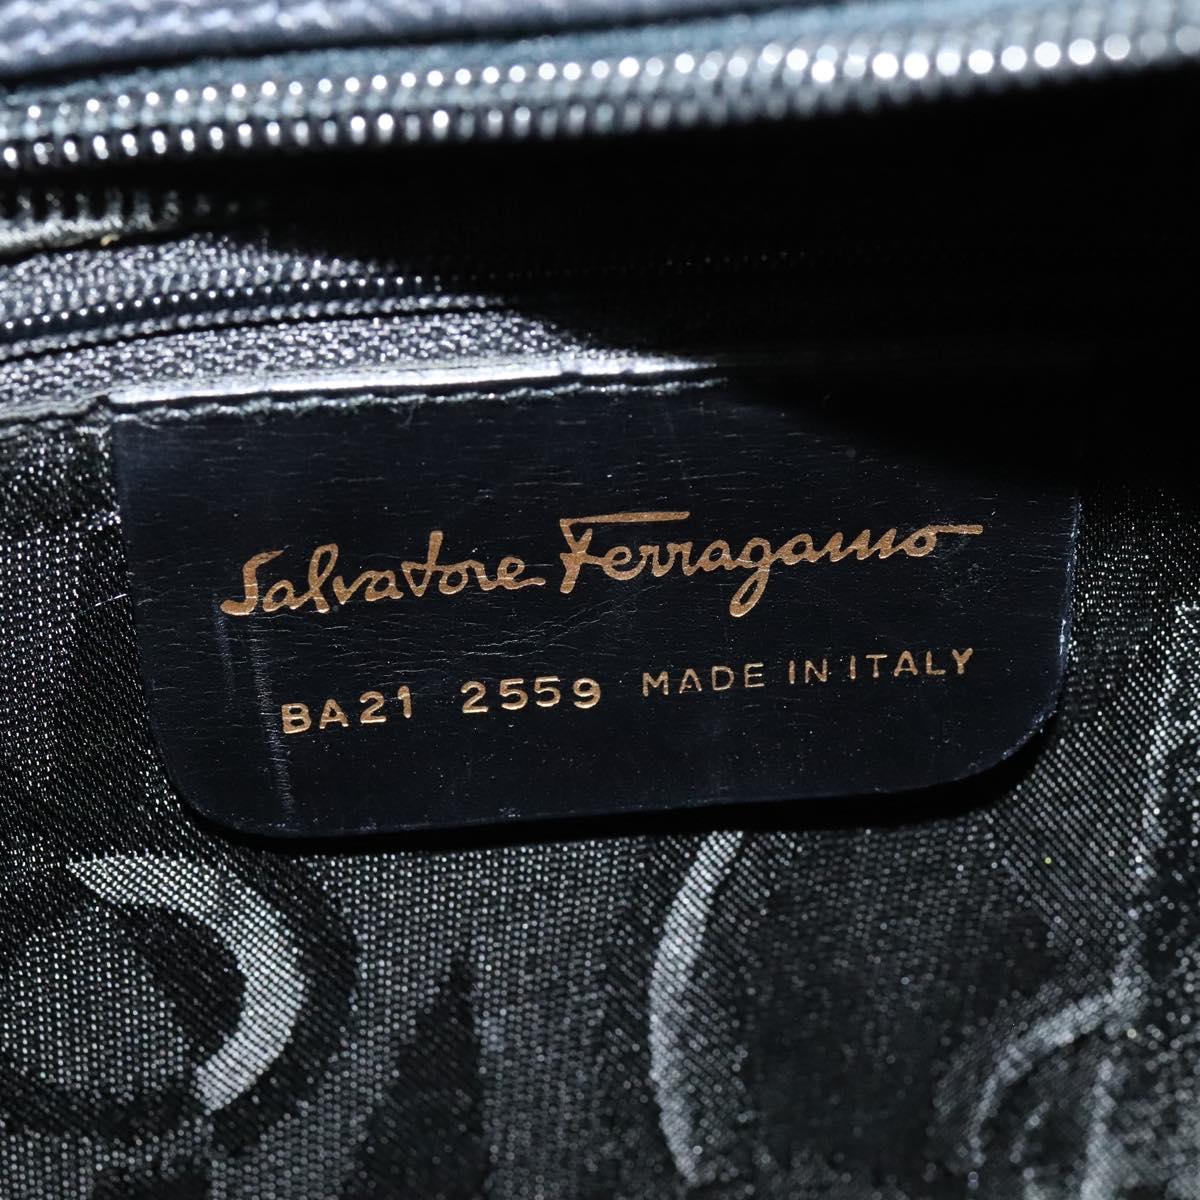 Salvatore Ferragamo
BA21 2559 MADE IN ITALY